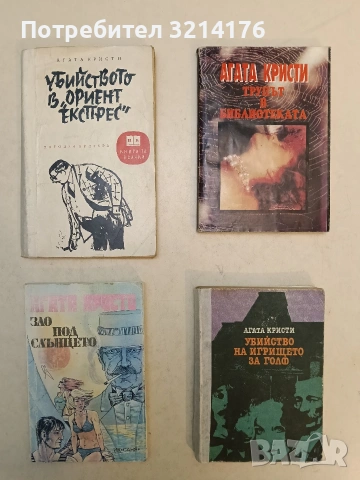 3214176
АГАТА КРИСТИ
УБИЙСТВОТО
В "ОРИЕНТ
ЕКСПРЕС"
АГАТА КРИСТИ
ТРУПЪТ В
БИБЛИОТЕКАТА
АГАТА КРИСТИ
ЗЛО
ПОД
СЛЪНЦЕТО
АГАТА КРИСТИ
УБИЙСТВО
НА ИГРИЩЕТО
ЗА ГОЛФ
BAZAR